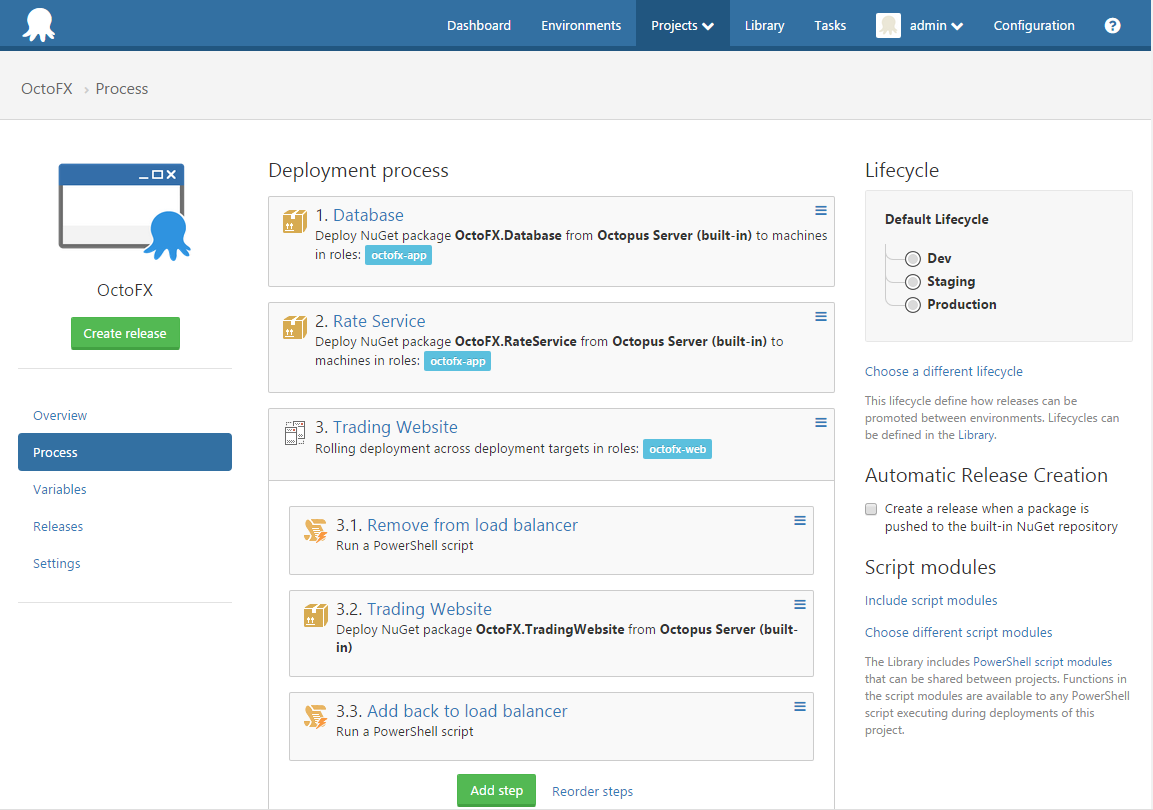 Dashboard Environments Projects Library Tasks admin Configuration ?
OctoFX › Process
OctoFX
Create release
Overview
Process
Variables
Releases
Settings
Deployment process
1. Database
Deploy NuGet package OctoFX.Database from Octopus Server (built-in) to machines
in roles: octofx-app
2. Rate Service
Deploy NuGet package OctoFX.RateService from Octopus Server (built-in) to
machines in roles: octofx-app
3. Trading Website
Rolling deployment across deployment targets in roles: octofx-web
3.1. Remove from load balancer
Run a PowerShell script
3.2. Trading Website
Deploy NuGet package OctoFX.TradingWebsite from Octopus Server (built-
in)
3.3. Add back to load balancer
Run a PowerShell script
Add step Reorder steps
Lifecycle
Default Lifecycle
Dev
Staging
Production
Choose a different lifecycle
This lifecycle define how releases can be
promoted between environments. Lifecycles can
be defined in the Library.
Automatic Release Creation
Create a release when a package is
pushed to the built-in NuGet repository
Script modules
Include script modules
Choose different script modules
The Library includes PowerShell script modules
that can be shared between projects. Functions in
the script modules are available to any PowerShell
script executing during deployments of this
project.